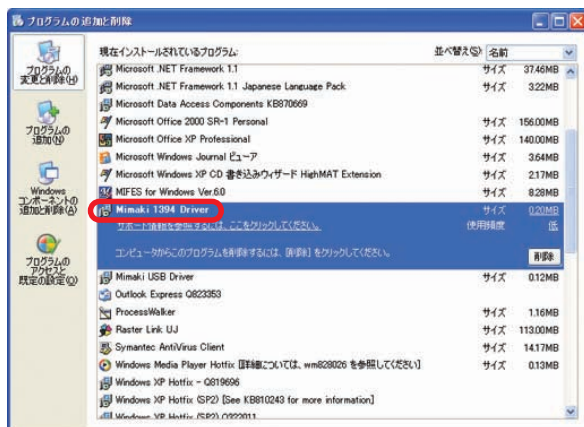 プログラムの追加と削除
プログラムの
変更と削除(H)
プログラムの
追加(N)
Windows
コンポーネントの
追加と削除(A)
プログラムの
アクセスと
既定の設定(O)
現在インストールされているプログラム:
並べ替え(S): 名前
Microsoft .NET Framework 1.1 サイズ 37.46MB
Microsoft .NET Framework 1.1 Japanese Language Pack サイズ 3.22MB
Microsoft Data Access Components KB870669
Microsoft Office 2000 SR-1 Personal サイズ 156.00MB
Microsoft Office XP Professional サイズ 140.00MB
Microsoft Windows Journal ビューア サイズ 3.64MB
Microsoft Windows XP CD 書き込みウィザード HighMAT Extension サイズ 2.17MB
MIFES for Windows Ver.6.0 サイズ 8.28MB
Mimaki 1394 Driver サイズ 0.20MB
サポート情報を参照するには、ここをクリックしてください。 使用頻度 低
コンピュータからこのプログラムを削除するには、[削除] をクリックしてください。 削除
Mimaki USB Driver サイズ 0.12MB
Outlook Express Q823353
ProcessWalker サイズ 1.16MB
Raster Link UJ サイズ 113.00MB
Symantec AntiVirus Client サイズ 14.17MB
Windows Media Player Hotfix [詳細については、wm828026 を参照してください] サイズ 0.13MB
Windows XP Hotfix - Q819696
Windows XP Hotfix (SP2) [See KB810243 for more information]
Windows XP Hotfix (SP2) Q322011